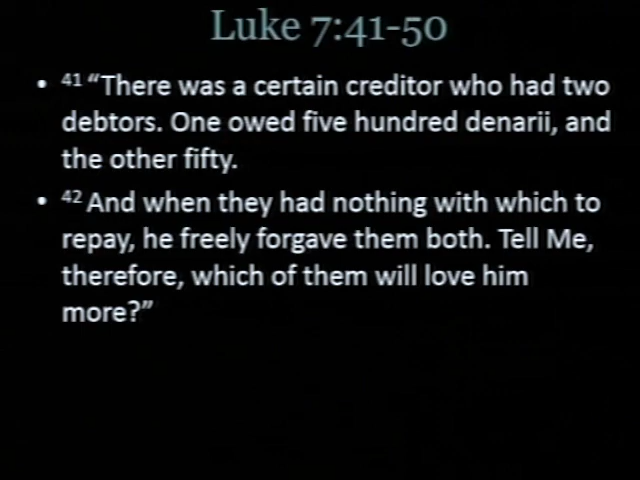 Luke 7:41-50
• 41 “There was a certain creditor who had two
debtors. One owed five hundred denarii, and
the other fifty.
• 42 And when they had nothing with which to
repay, he freely forgave them both. Tell Me,
therefore, which of them will love him
more?”